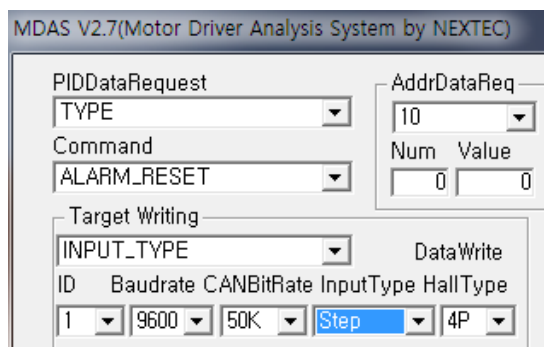 MDAS V2.7(Motor Driver Analysis System by NEXTEC)
PIDDataRequest
AddrDataReq
TYPE
10
Command
Num Value
ALARM_RESET
0 0
Target Writing
INPUT_TYPE
DataWrite
ID Baudrate CANBitRate InputType HallType
1 9600 50K Step 4P